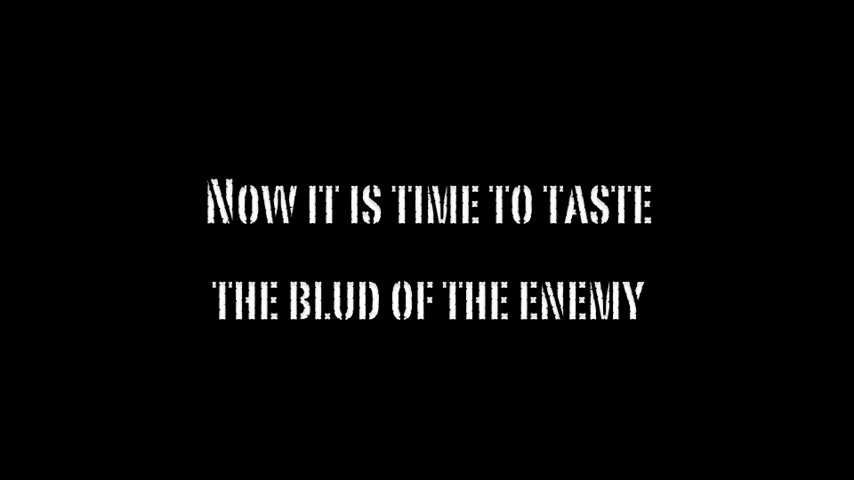 Now it is time to taste
the blud of the enemy